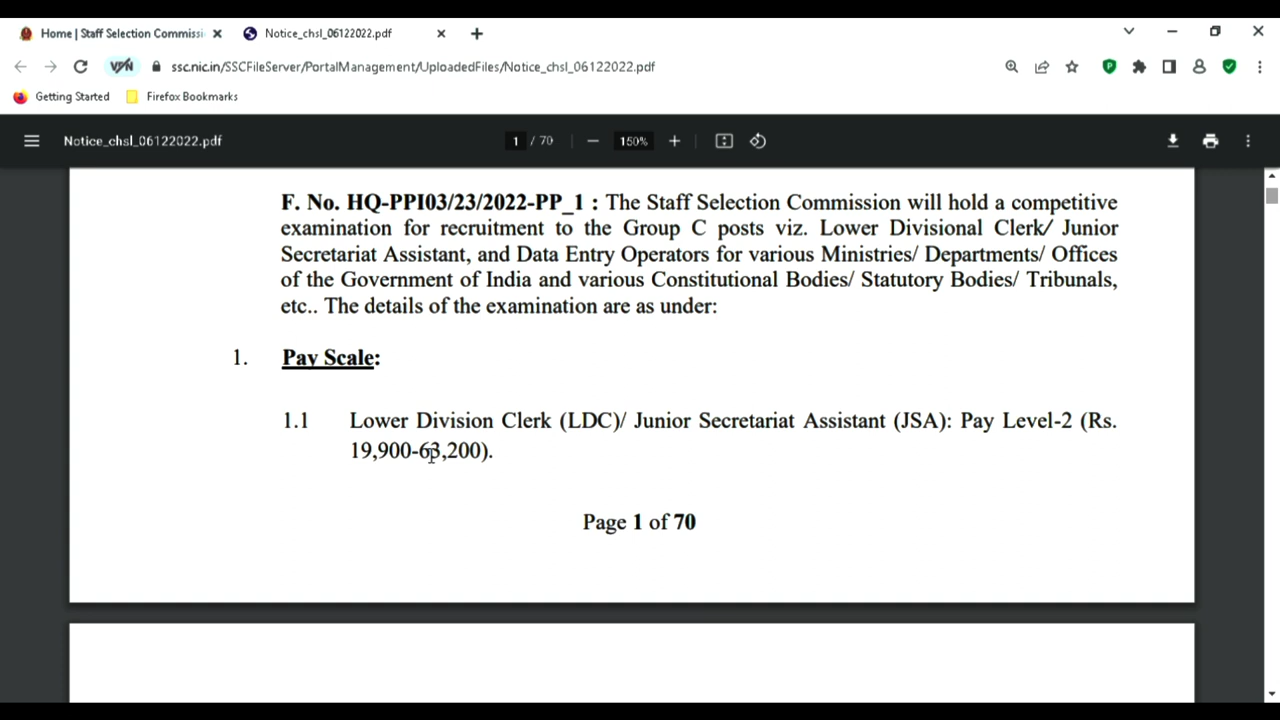 Home | Staff Selection Commissi
Notice_chsl_06122022.pdf
VPN
ssc.nic.in/SSCFileServer/PortalManagement/UploadedFiles/Notice_chsl_06122022.pdf
Getting Started
Firefox Bookmarks
Notice_chsl_06122022.pdf
1 / 70
150%
F. No. HQ-PPI03/23/2022-PP_1 : The Staff Selection Commission will hold a competitive
examination for recruitment to the Group C posts viz. Lower Divisional Clerk/ Junior
Secretariat Assistant, and Data Entry Operators for various Ministries/ Departments/ Offices
of the Government of India and various Constitutional Bodies/ Statutory Bodies/ Tribunals,
etc.. The details of the examination are as under:
1. Pay Scale:
1.1 Lower Division Clerk (LDC)/ Junior Secretariat Assistant (JSA): Pay Level-2 (Rs.
19,900-63,200).
Page 1 of 70